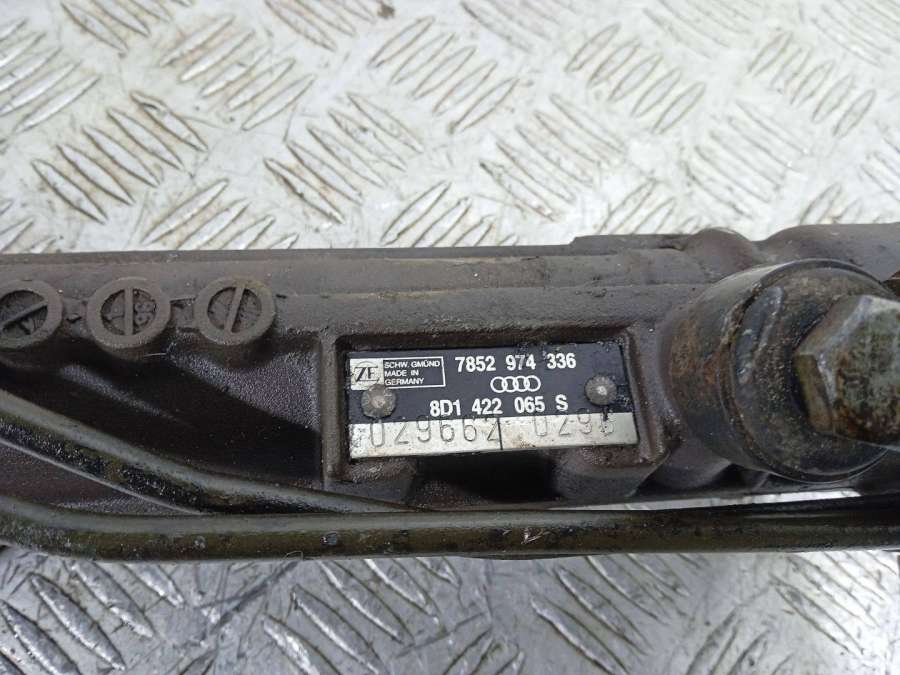 ZF SCHW. GMÜND
MADE IN
GERMANY
7852 974 336
8D1 422 065 S
029662 0296